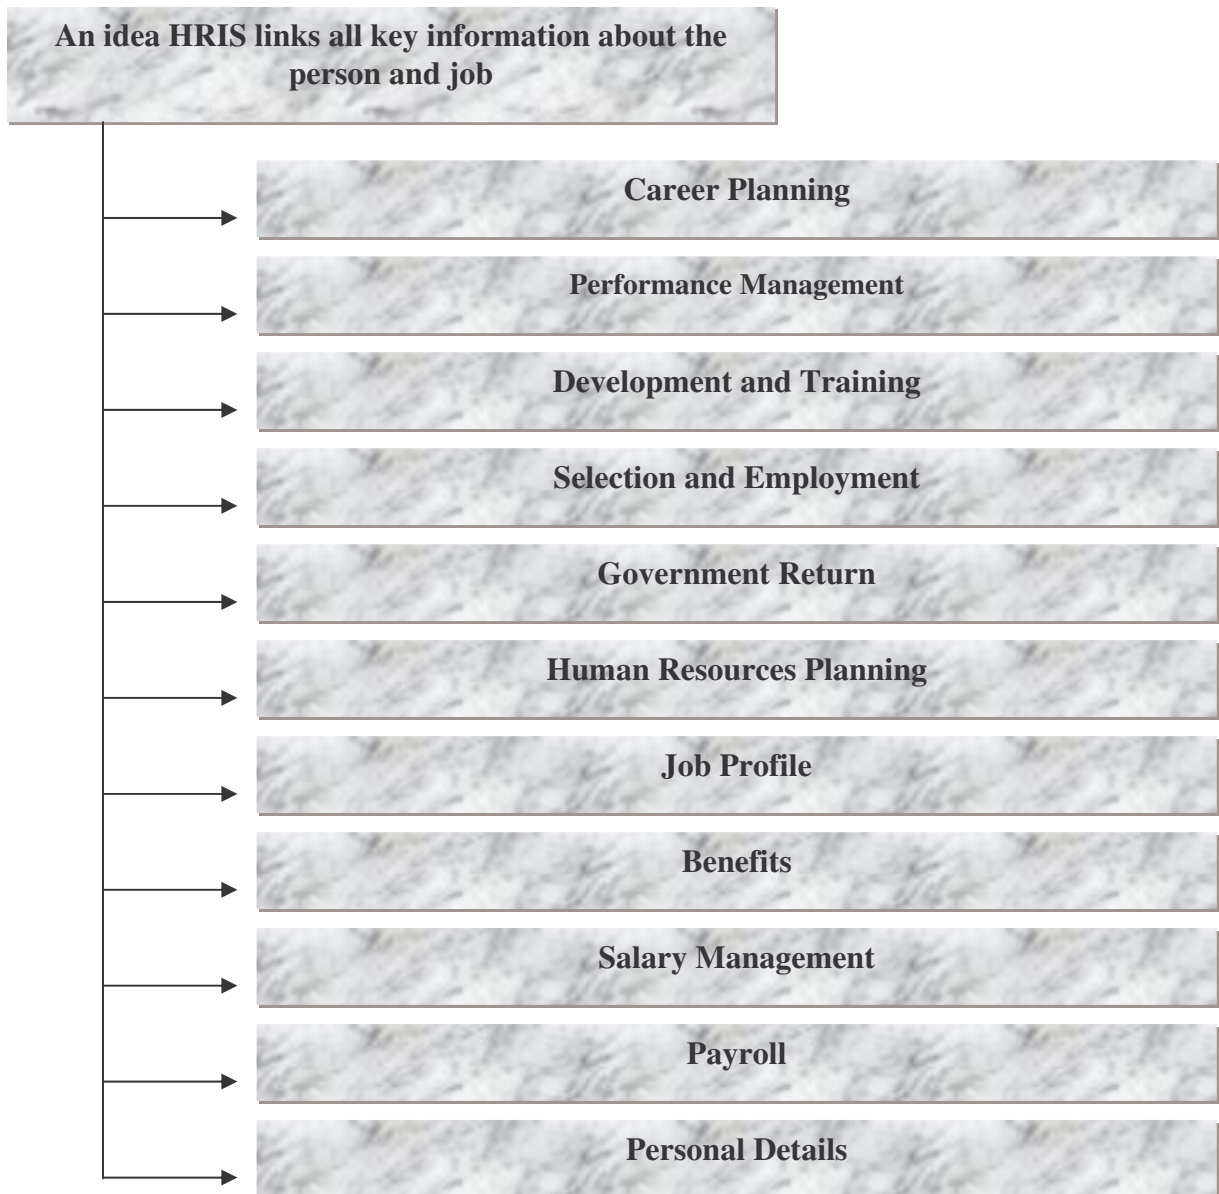 An idea HRIS links all key information about the
person and job
Career Planning
Performance Management
Development and Training
Selection and Employment
Government Return
Human Resources Planning
Job Profile
Benefits
Salary Management
Payroll
Personal Details